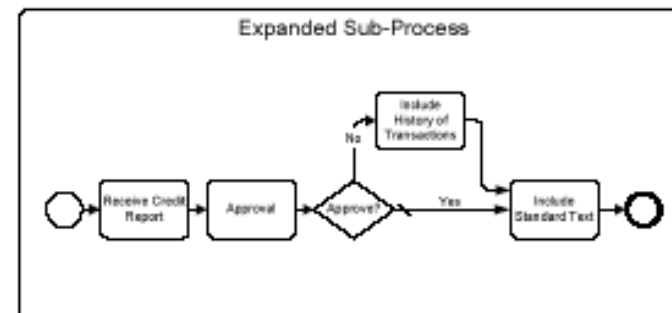 Expanded Sub-Process
Include
History of
Transactions
No
Receive Credit
Report
Approval
Approve?
Yes
Include
Standard Text